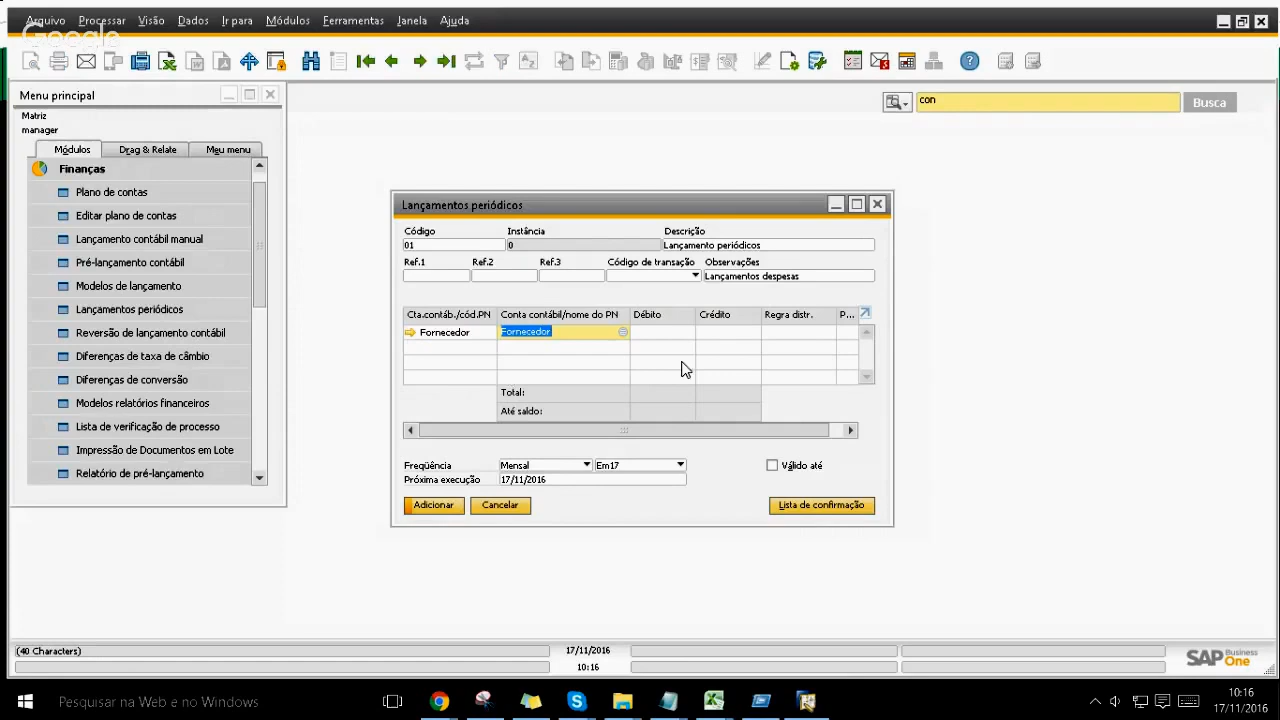 Arquivo Processar Visão Dados Ir para Módulos Ferramentas Janela Ajuda
Google
Menu principal
con
Busca
Matriz
manager
Módulos Drag & Relate Meu menu
Finanças
Plano de contas
Editar plano de contas
Lançamento contábil manual
Pré-lançamento contábil
Modelos de lançamento
Lançamentos periódicos
Reversão de lançamento contábil
Diferenças de taxa de câmbio
Diferenças de conversão
Modelos relatórios financeiros
Lista de verificação de processo
Impressão de Documentos em Lote
Relatório de pré-lançamento
Lançamentos periódicos
Código Instância Descrição
01 0 Lançamento periódicos
Ref.1 Ref.2 Ref.3 Código de transação Observações
Lançamentos despesas
Cta.contáb./cód.PN Conta contábil/nome do PN Débito Crédito Regra distr. P...
Fornecedor Fornecedor
Total:
Até saldo:
Freqüência Mensal Em17 Válido até
Próxima execução 17/11/2016
Adicionar Cancelar Lista de confirmação
(40 Characters) 17/11/2016
10:16
SAP Business One
Pesquisar na Web e no Windows
10:16
17/11/2016